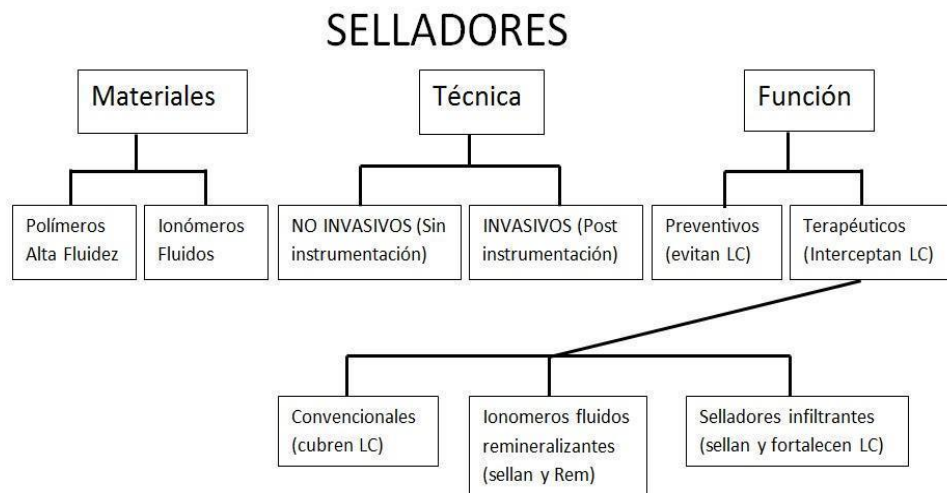 SELLADORES
Materiales
Técnica
Función
Polímeros
Alta Fluidez
Ionómeros
Fluidos
NO INVASIVOS (Sin
instrumentación)
INVASIVOS (Post
instrumentación)
Preventivos
(evitan LC)
Terapéuticos
(Interceptan LC)
Convencionales
(cubren LC)
Ionomeros fluidos
remineralizantes
(sellan y Rem)
Selladores infiltrantes
(sellan y fortalecen LC)